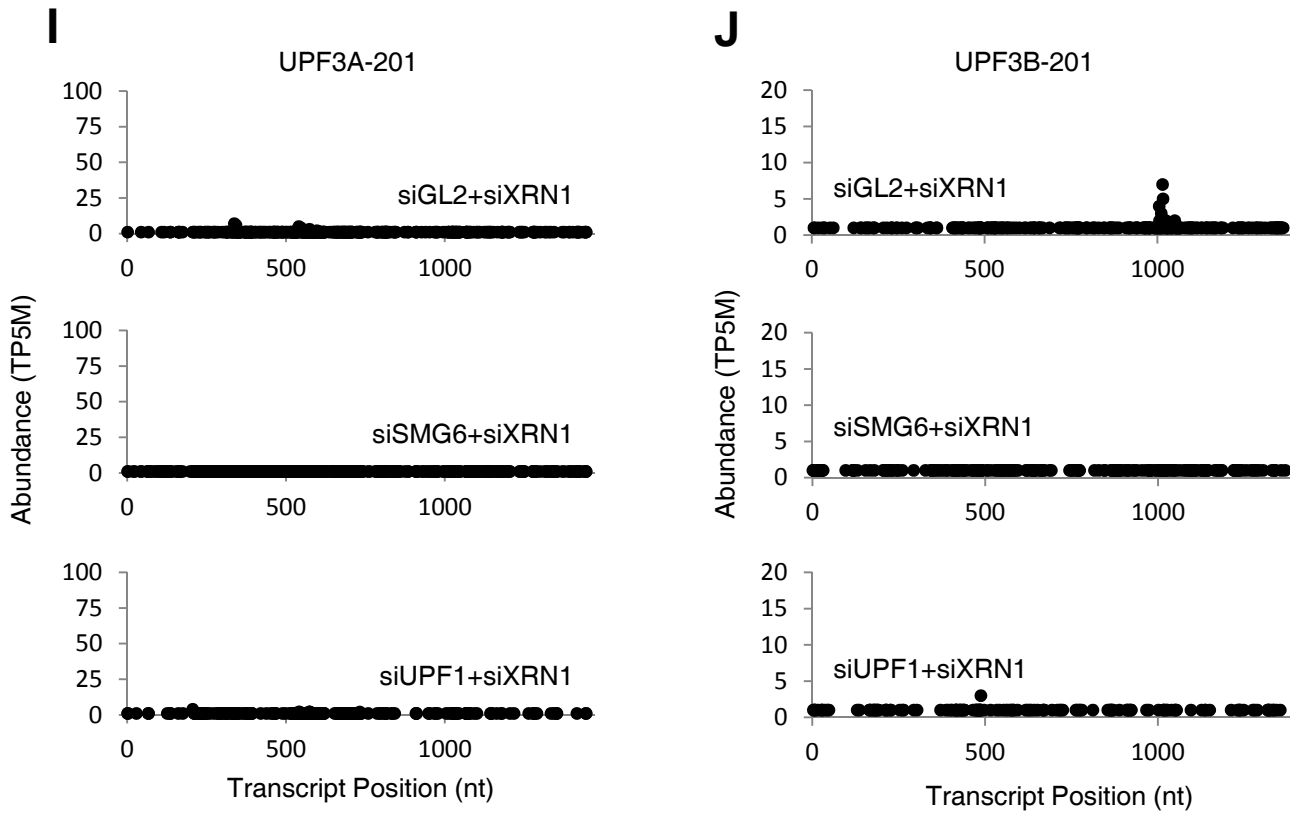 I
UPF3A-201
100
75
50
25
0
siGL2+siXRN1
0 500 1000
100
75
50
25
0
siSMG6+siXRN1
0 500 1000
100
75
50
25
0
siUPF1+siXRN1
0 500 1000
Abundance (TP5M)
Transcript Position (nt)
J
UPF3B-201
20
15
10
5
0
siGL2+siXRN1
0 500 1000
20
15
10
5
0
siSMG6+siXRN1
0 500 1000
20
15
10
5
0
siUPF1+siXRN1
0 500 1000
Abundance (TP5M)
Transcript Position (nt)